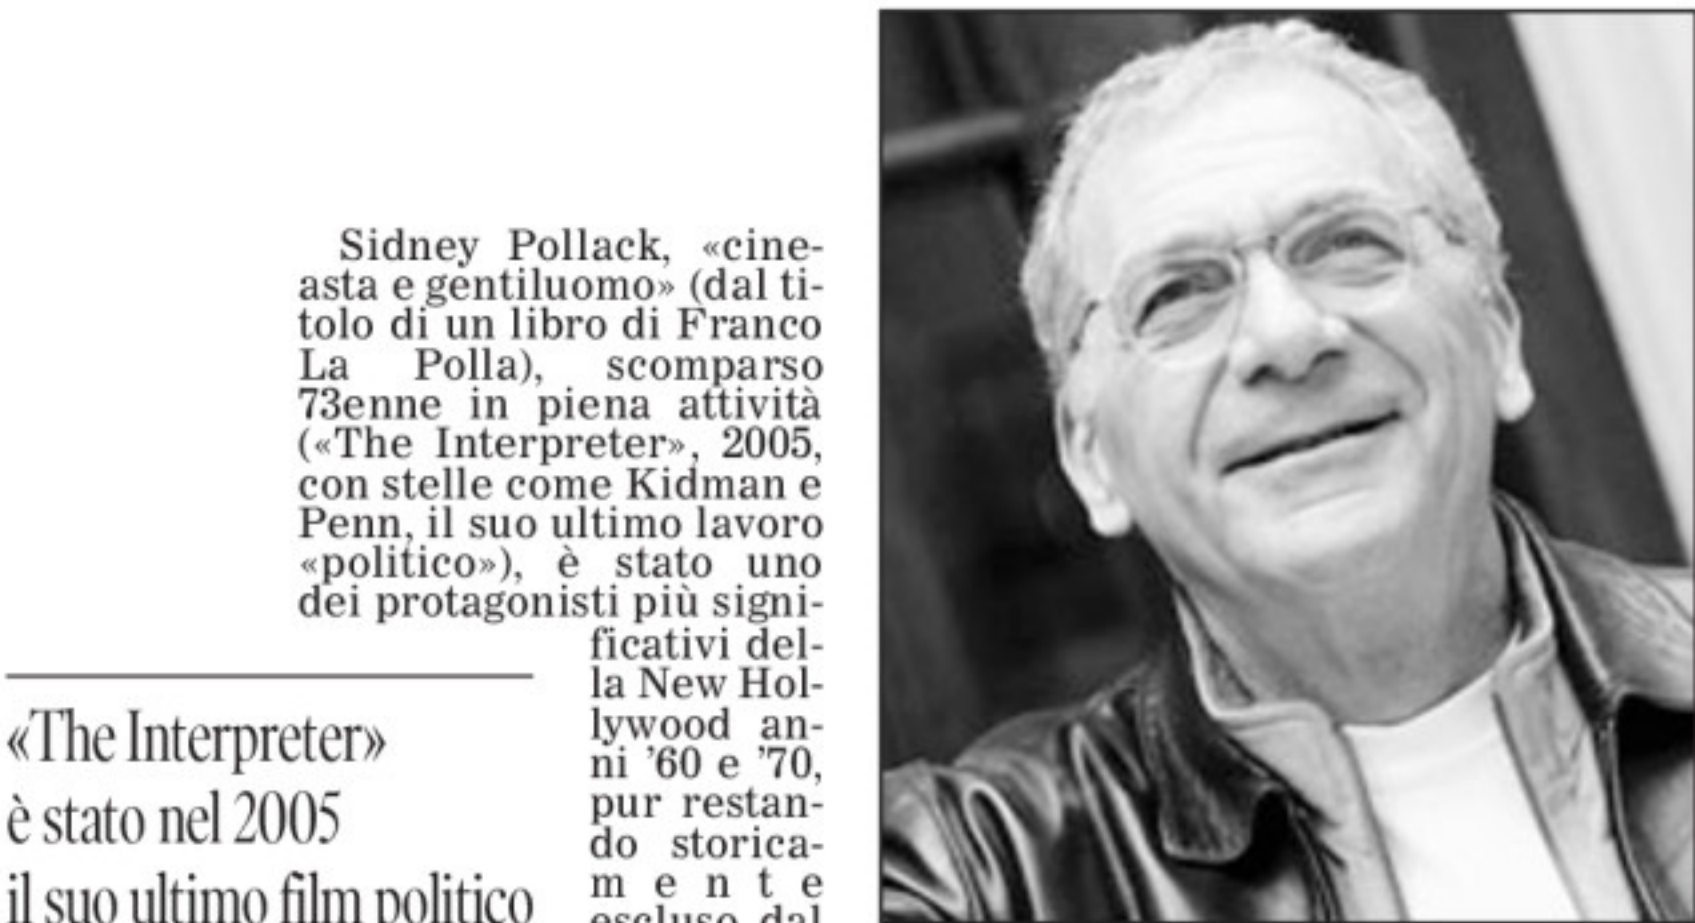 Sidney Pollack, «cine-
asta e gentiluomo» (dal ti-
tolo di un libro di Franco
La Polla), scomparso
73enne in piena attività
(«The Interpreter», 2005,
con stelle come Kidman e
Penn, il suo ultimo lavoro
«politico»), è stato uno
dei protagonisti più signi-
ficativi del-
la New Hol-
lywood an-
ni '60 e '70,
pur restan-
do storica-
mente
escluso dal
«The Interpreter»
è stato nel 2005
il suo ultimo film politico